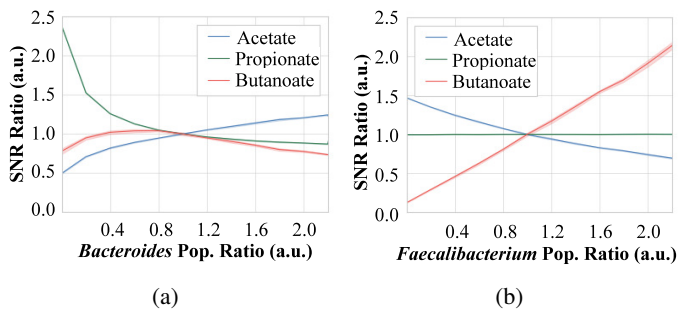 2.5
2.0
1.5
1.0
0.5
0.0
SNR Ratio (a.u.)
Acetate
Propionate
Butanoate
0.4 0.8 1.2 1.6 2.0
Bacteroides Pop. Ratio (a.u.)
(a)
2.5
2.0
1.5
1.0
0.5
0.0
SNR Ratio (a.u.)
Acetate
Propionate
Butanoate
0.4 0.8 1.2 1.6 2.0
Faecalibacterium Pop. Ratio (a.u.)
(b)